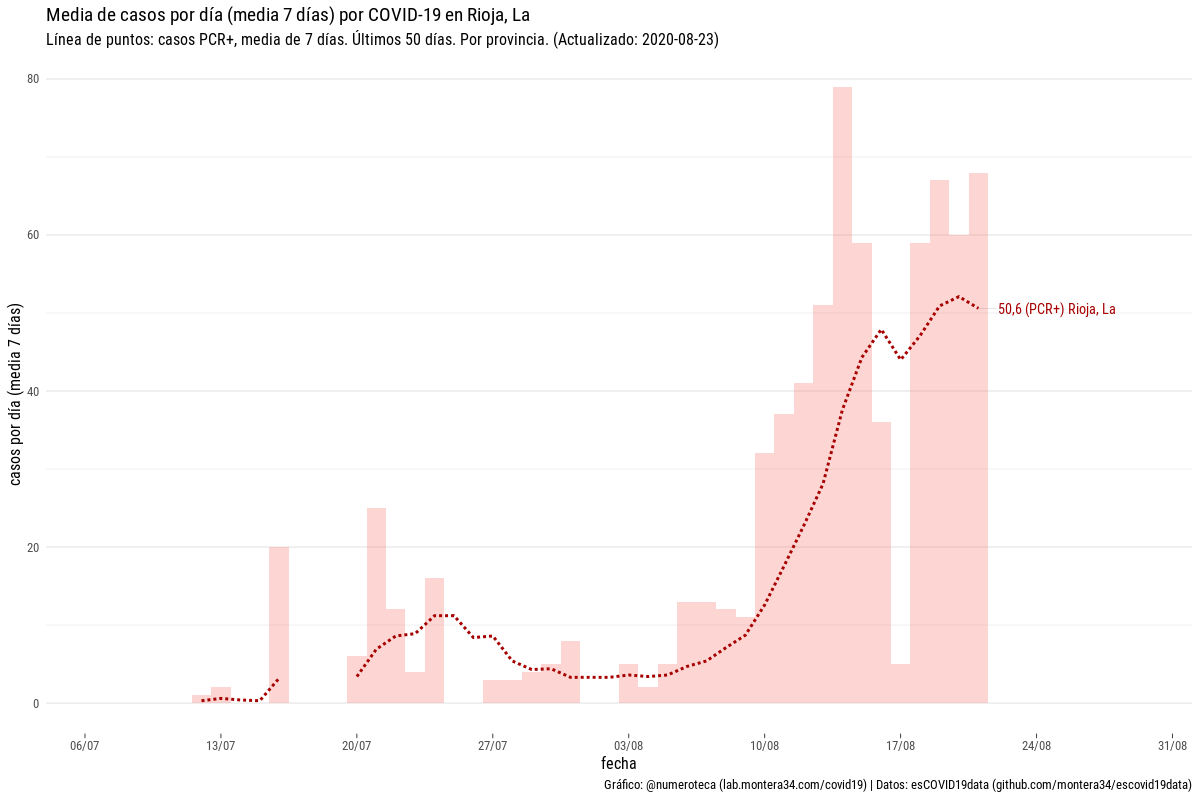 Media de casos por día (media 7 días) por COVID-19 en Rioja, La
Línea de puntos: casos PCR+, media de 7 días. Últimos 50 días. Por provincia. (Actualizado: 2020-08-23)
casos por día (media 7 días)
80
60
40
20
0
50,6 (PCR+) Rioja, La
06/07
13/07
20/07
27/07
03/08
10/08
17/08
24/08
31/08
fecha
Gráfico: @numeroteca (lab.montera34.com/covid19) | Datos: esCOVID19data (github.com/montera34/escovid19data)